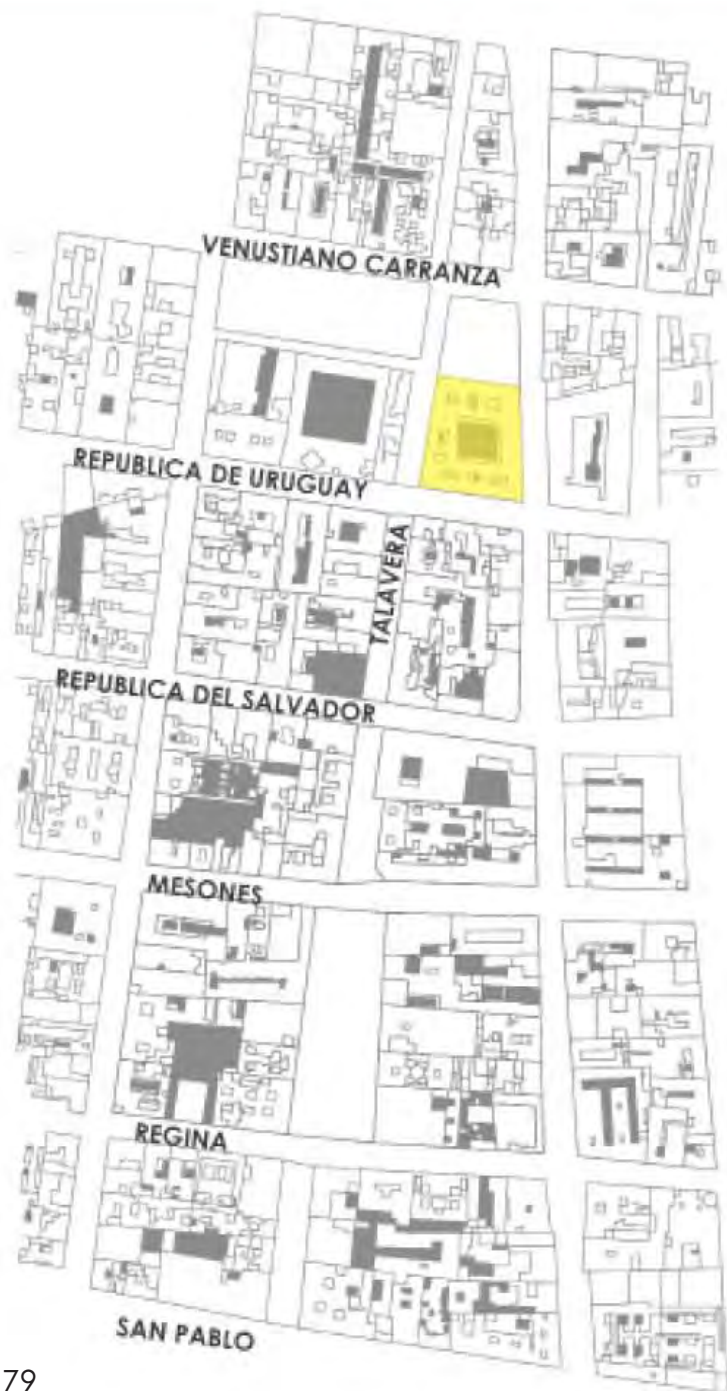 VENUSTIANO CARRANZA
REPUBLICA DE URUGUAY
TALAVERA
REPUBLICA DEL SALVADOR
MESONES
REGINA
SAN PABLO
79